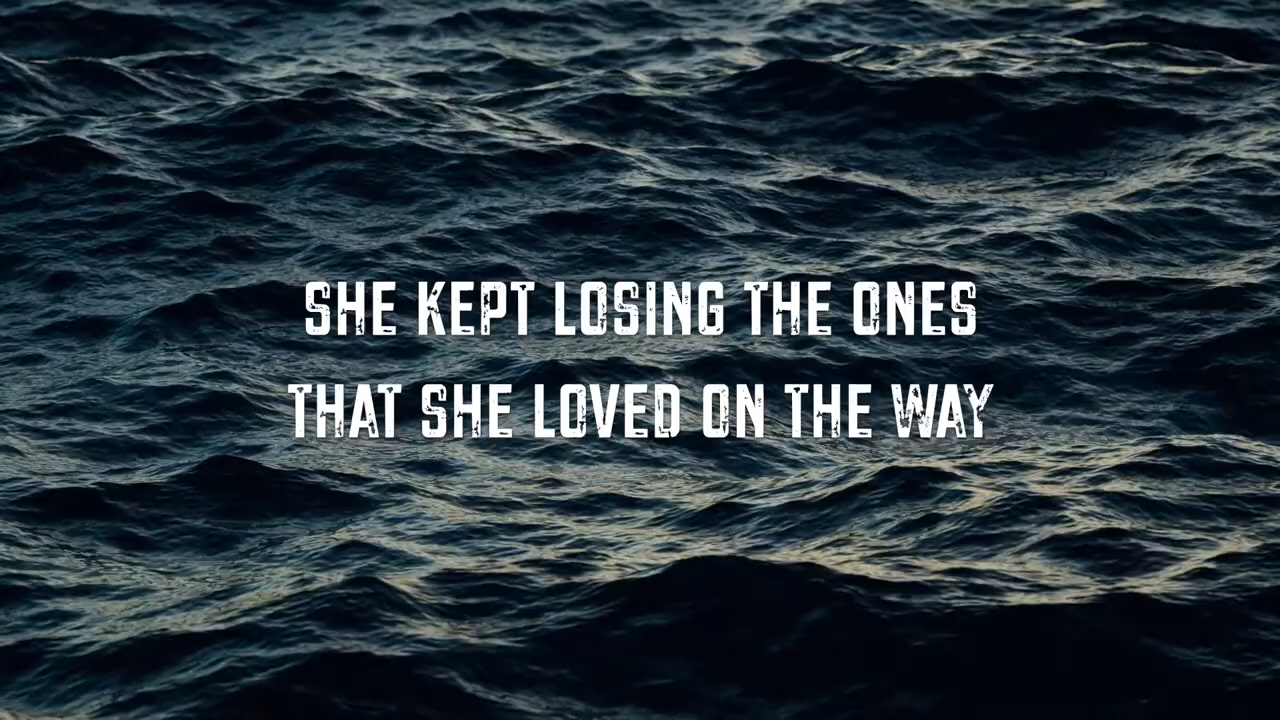 SHE KEPT LOSING THE ONES
THAT SHE LOVED ON THE WAY